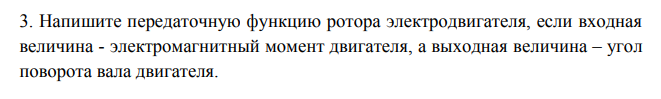 3. Напишите передаточную функцию ротора электродвигателя, если входная
величина - электромагнитный момент двигателя, а выходная величина – угол
поворота вала двигателя.